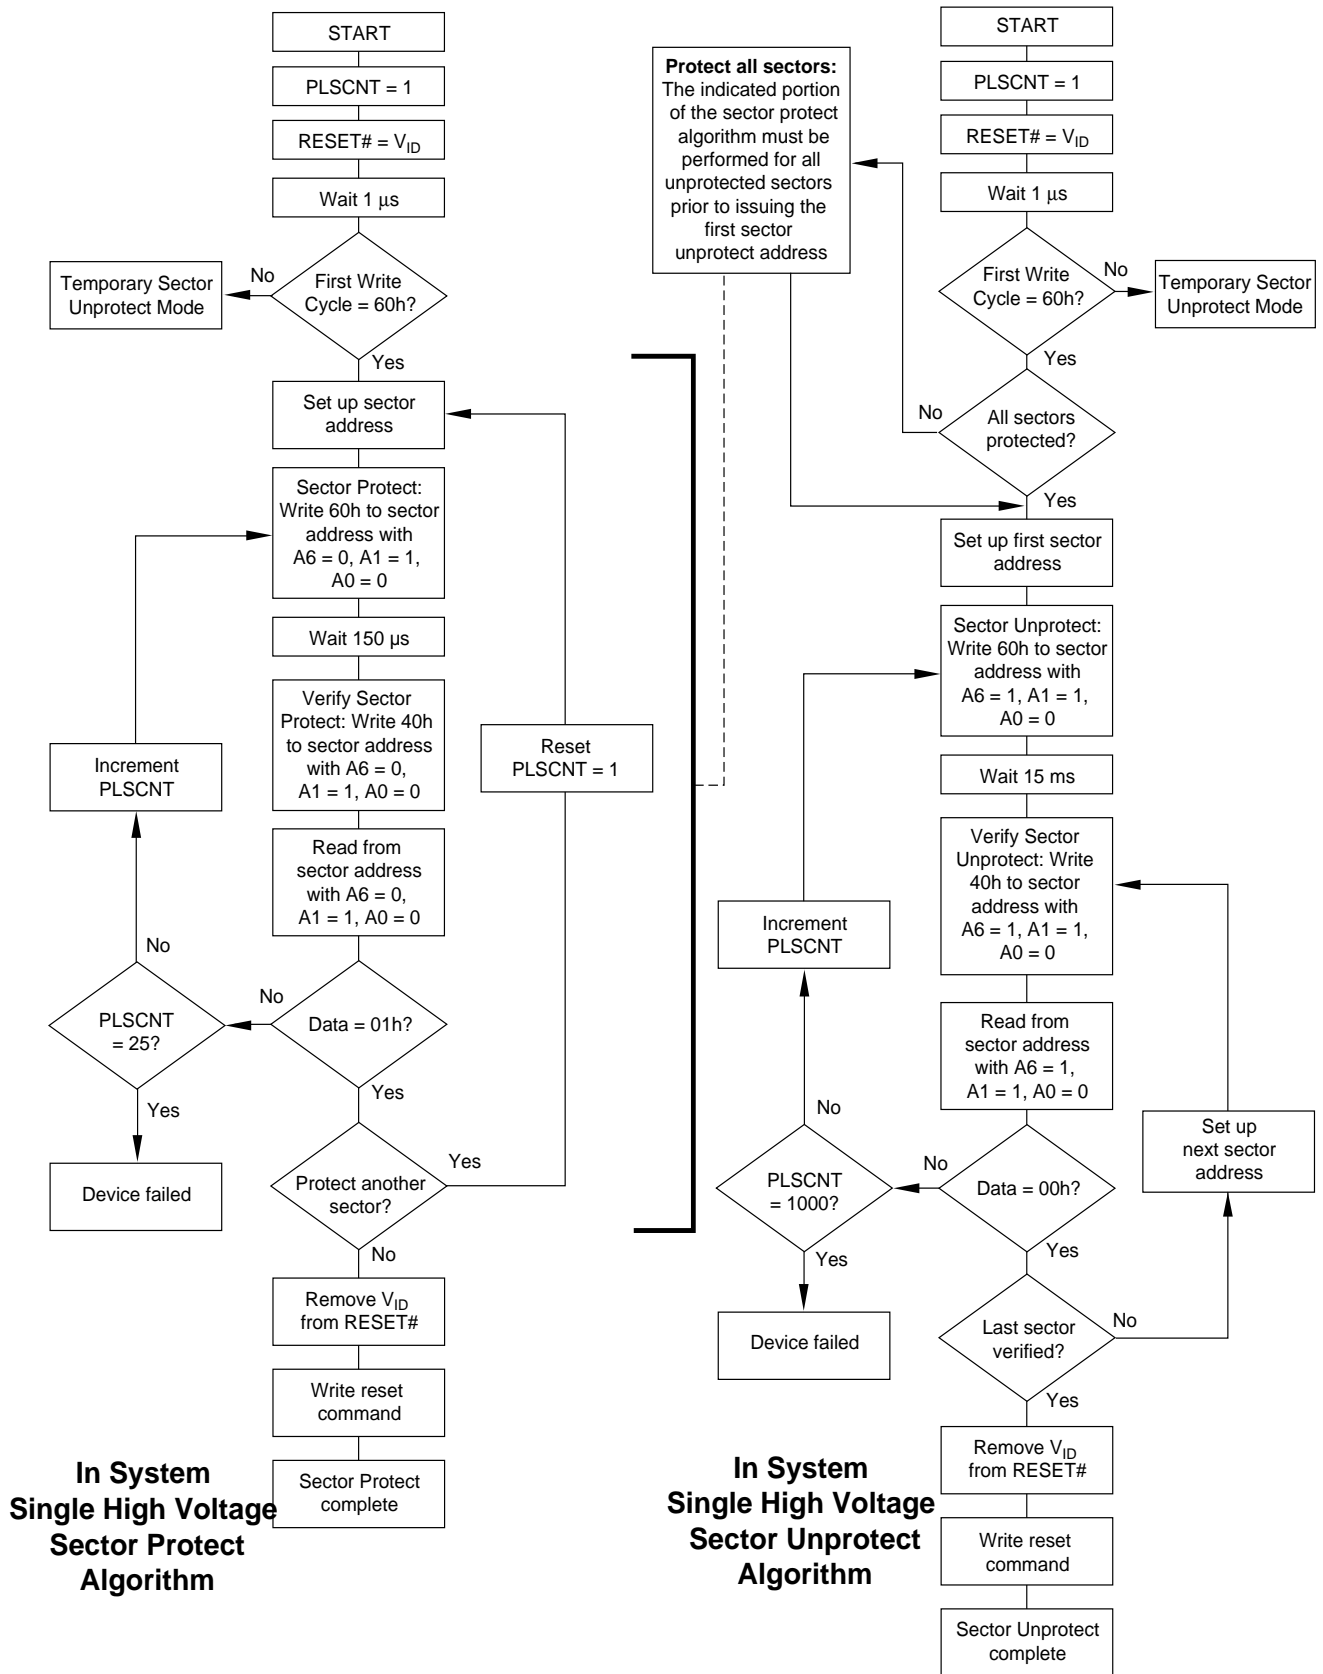 START
PLSCNT = 1
RESET# = VID
Wait 1 μs
First Write
Cycle = 60h?
No
Temporary Sector
Unprotect Mode
Yes
Set up sector
address
Sector Protect:
Write 60h to sector
address with
A6 = 0, A1 = 1,
A0 = 0
Wait 150 µs
Verify Sector
Protect: Write 40h
to sector address
with A6 = 0,
A1 = 1, A0 = 0
Reset
PLSCNT = 1
Increment
PLSCNT
Read from
sector address
with A6 = 0,
A1 = 1, A0 = 0
No
PLSCNT
= 25?
No
Data = 01h?
Yes
Yes
Device failed
Protect another
sector?
Yes
No
Remove VID
from RESET#
Write reset
command
Sector Protect
complete
In System
Single High Voltage
Sector Protect
Algorithm
Protect all sectors:
The indicated portion
of the sector protect
algorithm must be
performed for all
unprotected sectors
prior to issuing the
first sector
unprotect address
START
PLSCNT = 1
RESET# = VID
Wait 1 μs
First Write
Cycle = 60h?
No
Temporary Sector
Unprotect Mode
Yes
No
All sectors
protected?
Yes
Set up first sector
address
Sector Unprotect:
Write 60h to sector
address with
A6 = 1, A1 = 1,
A0 = 0
Wait 15 ms
Verify Sector
Unprotect: Write
40h to sector
address with
A6 = 1, A1 = 1,
A0 = 0
Increment
PLSCNT
Read from
sector address
with A6 = 1,
A1 = 1, A0 = 0
No
Set up
next sector
address
PLSCNT
= 1000?
No
Data = 00h?
Yes
Yes
Device failed
Last sector
verified?
No
Yes
Remove VID
from RESET#
Write reset
command
Sector Unprotect
complete
In System
Single High Voltage
Sector Unprotect
Algorithm